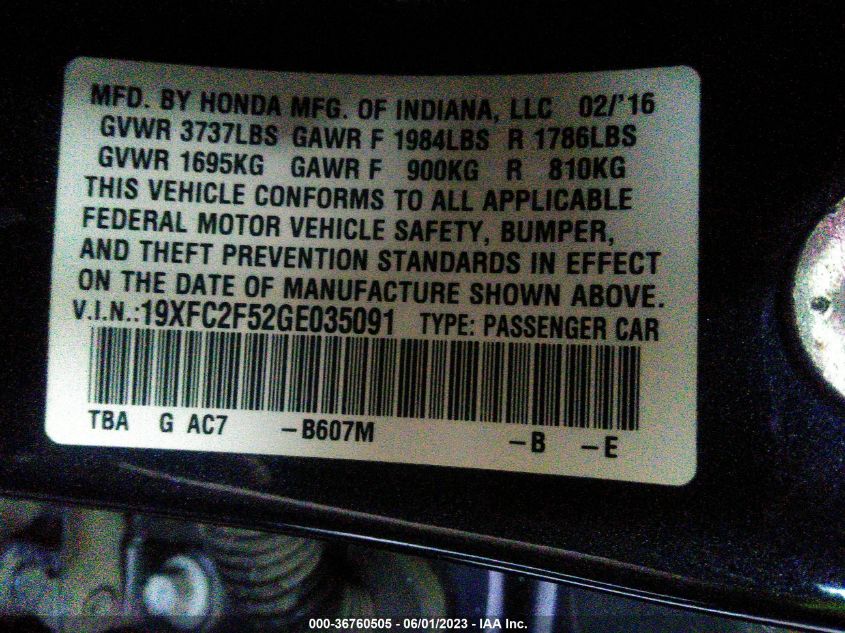 MFD. BY HONDA MFG. OF INDIANA, LLC 02/'16
GVWR 3737LBS GAWR F 1984LBS R 1786LBS
GVWR 1695KG GAWR F 900KG R 810KG
THIS VEHICLE CONFORMS TO ALL APPLICABLE
FEDERAL MOTOR VEHICLE SAFETY, BUMPER,
AND THEFT PREVENTION STANDARDS IN EFFECT
ON THE DATE OF MANUFACTURE SHOWN ABOVE.
V.I.N.:19XFC2F52GE035091 TYPE: PASSENGER CAR
TBA G AC7 –B607M –B –E
000-36760505 - 06/01/2023 - IAA Inc.